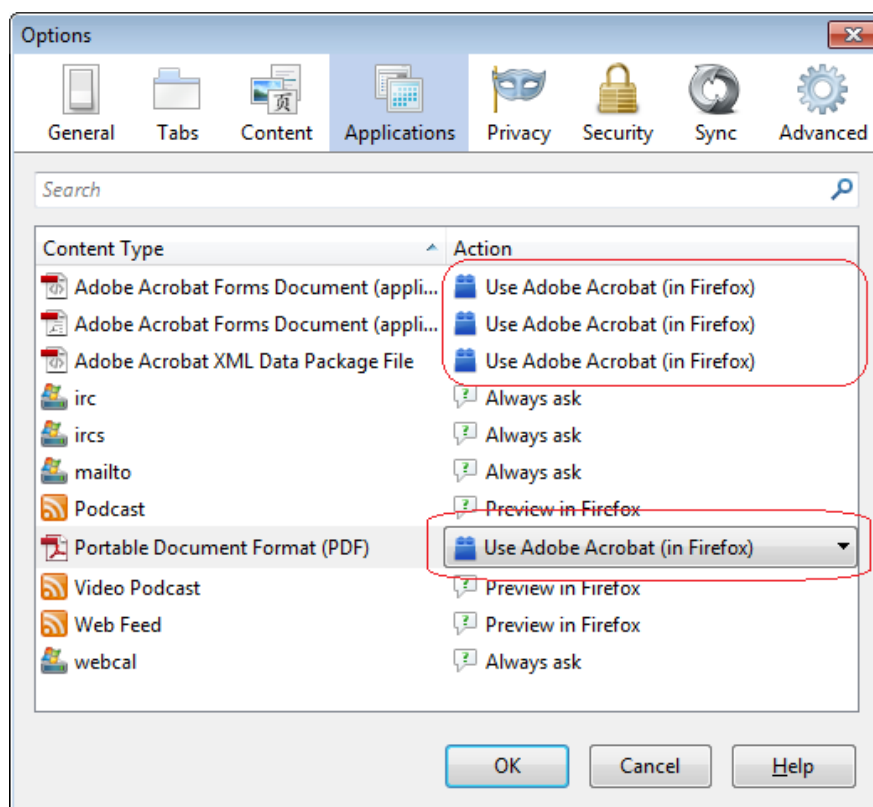 Options
General Tabs Content Applications Privacy Security Sync Advanced
Search
Content Type Action
Adobe Acrobat Forms Document (appli... Use Adobe Acrobat (in Firefox)
Adobe Acrobat Forms Document (appli... Use Adobe Acrobat (in Firefox)
Adobe Acrobat XML Data Package File Use Adobe Acrobat (in Firefox)
irc Always ask
ircs Always ask
mailto Always ask
Podcast Preview in Firefox
Portable Document Format (PDF) Use Adobe Acrobat (in Firefox)
Video Podcast Preview in Firefox
Web Feed Preview in Firefox
webcal Always ask
OK Cancel Help